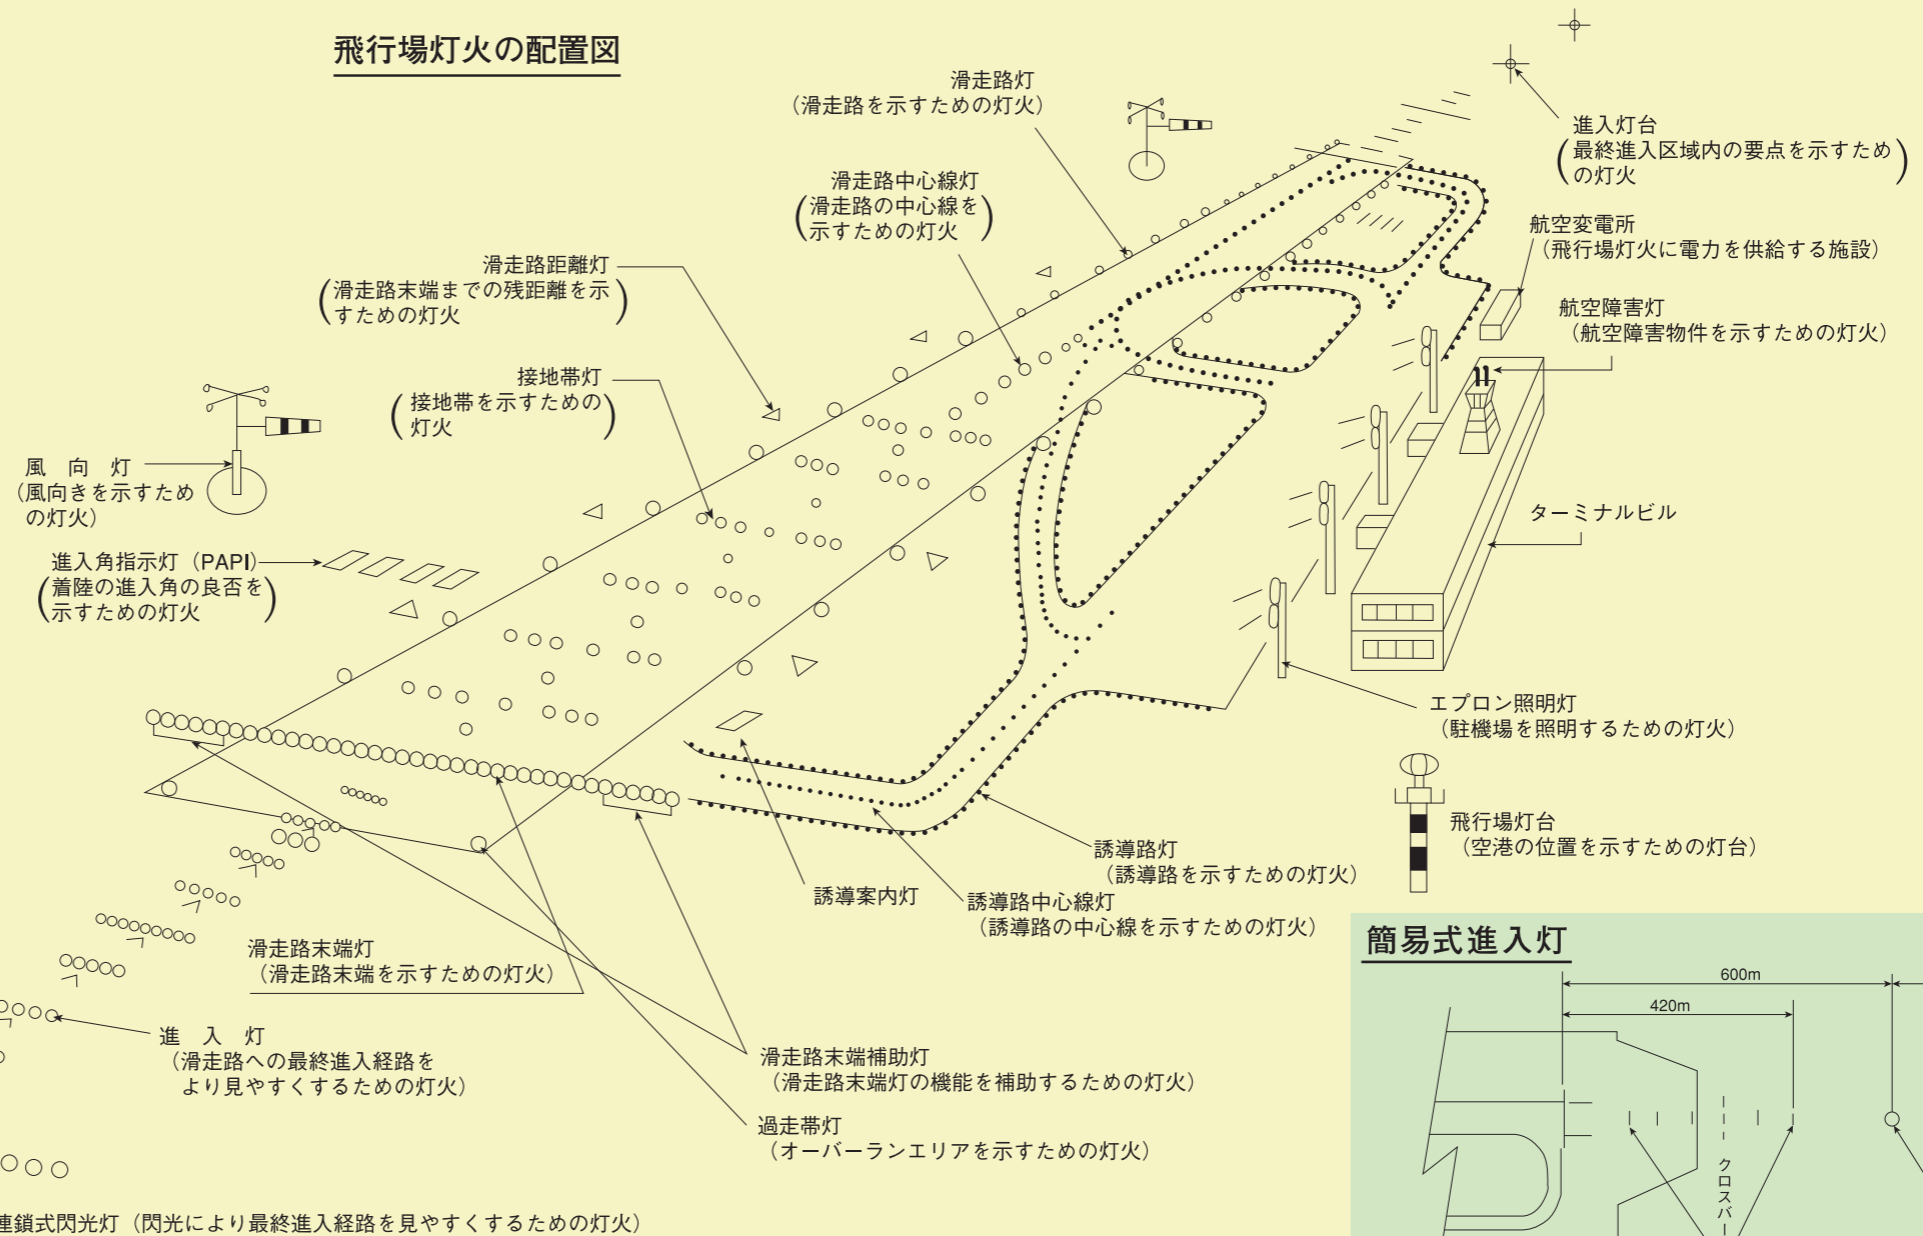 飛行場灯火の配置図
滑走路灯
（滑走路を示すための灯火）
進入灯台
（最終進入区域内の要点を示すため
の灯火）
滑走路中心線灯
（滑走路の中心線を
示すための灯火）
航空変電所
（飛行場灯火に電力を供給する施設）
滑走路距離灯
（滑走路末端までの残距離を示
すための灯火）
航空障害灯
（航空障害物件を示すための灯火）
接地帯灯
（接地帯を示すための
灯火）
風 向 灯
（風向きを示すため
の灯火）
ターミナルビル
進入角指示灯（PAPI）
（着陸の進入角の良否を
示すための灯火）
エプロン照明灯
（駐機場を照明するための灯火）
飛行場灯台
（空港の位置を示すための灯台）
誘導路灯
（誘導路を示すための灯火）
誘導案内灯
誘導路中心線灯
（誘導路の中心線を示すための灯火）
滑走路末端灯
（滑走路末端を示すための灯火）
進 入 灯
（滑走路への最終進入経路を
より見やすくするための灯火）
滑走路末端補助灯
（滑走路末端灯の機能を補助するための灯火）
過走帯灯
（オーバーランエリアを示すための灯火）
連鎖式閃光灯（閃光により最終進入経路を見やすくするための灯火）
簡易式進入灯
600m
420m
クロスバー